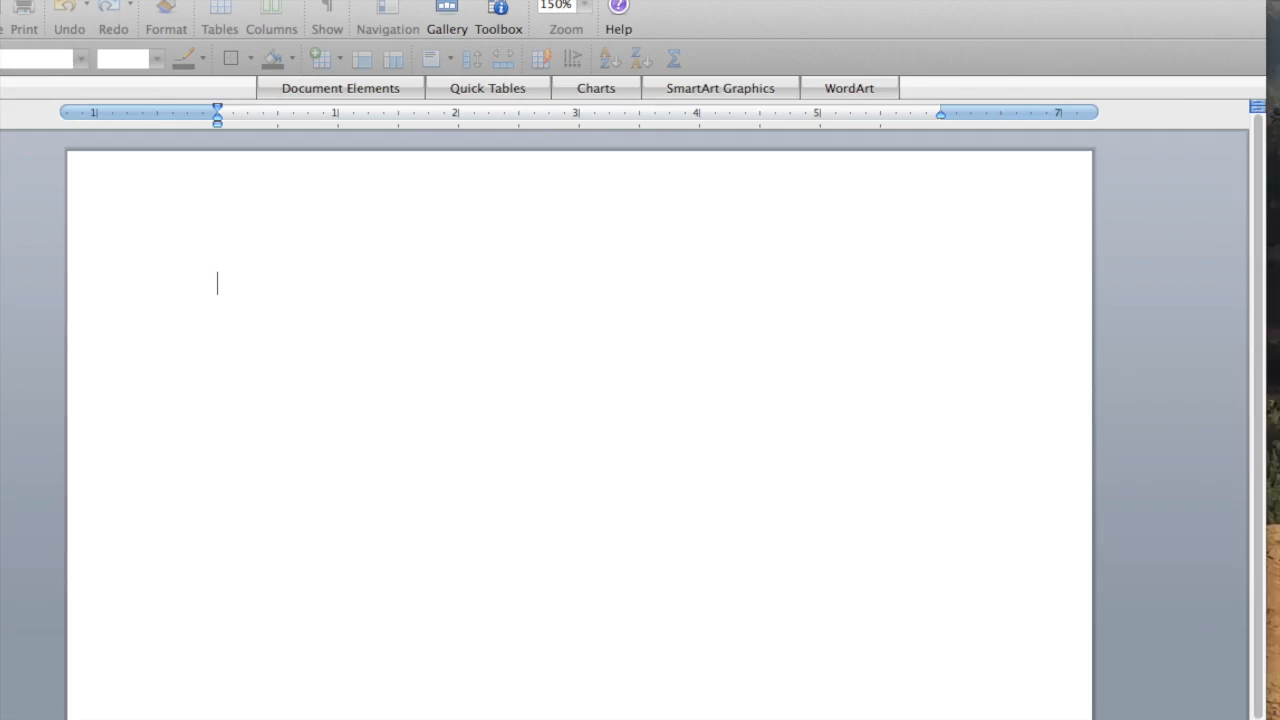 150%
Print Undo Redo Format Tables Columns Show Navigation Gallery Toolbox Zoom Help
Document Elements Quick Tables Charts SmartArt Graphics WordArt
1 1 2 3 4 5 7